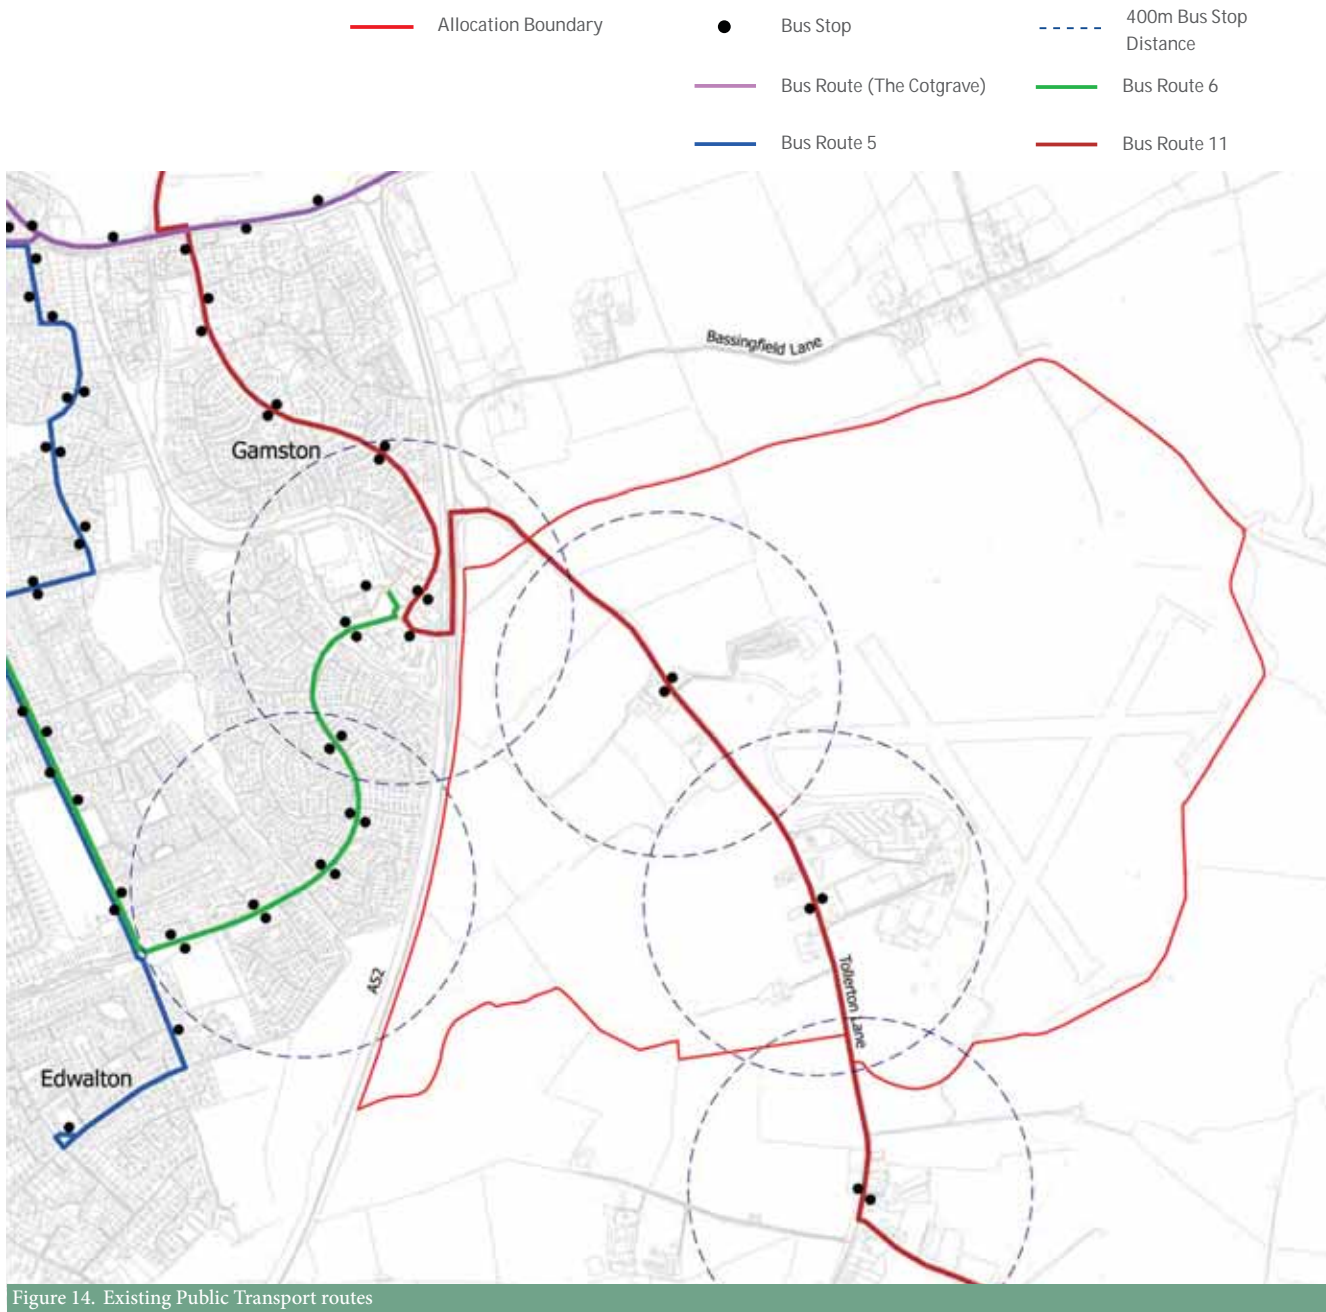 Allocation Boundary
Bus Stop
400m Bus Stop
Distance
Bus Route (The Cotgrave)
Bus Route 6
Bus Route 5
Bus Route 11
Bassingfield Lane
Gamston
A52
Tollerton Lane
Edwalton
Figure 14. Existing Public Transport routes